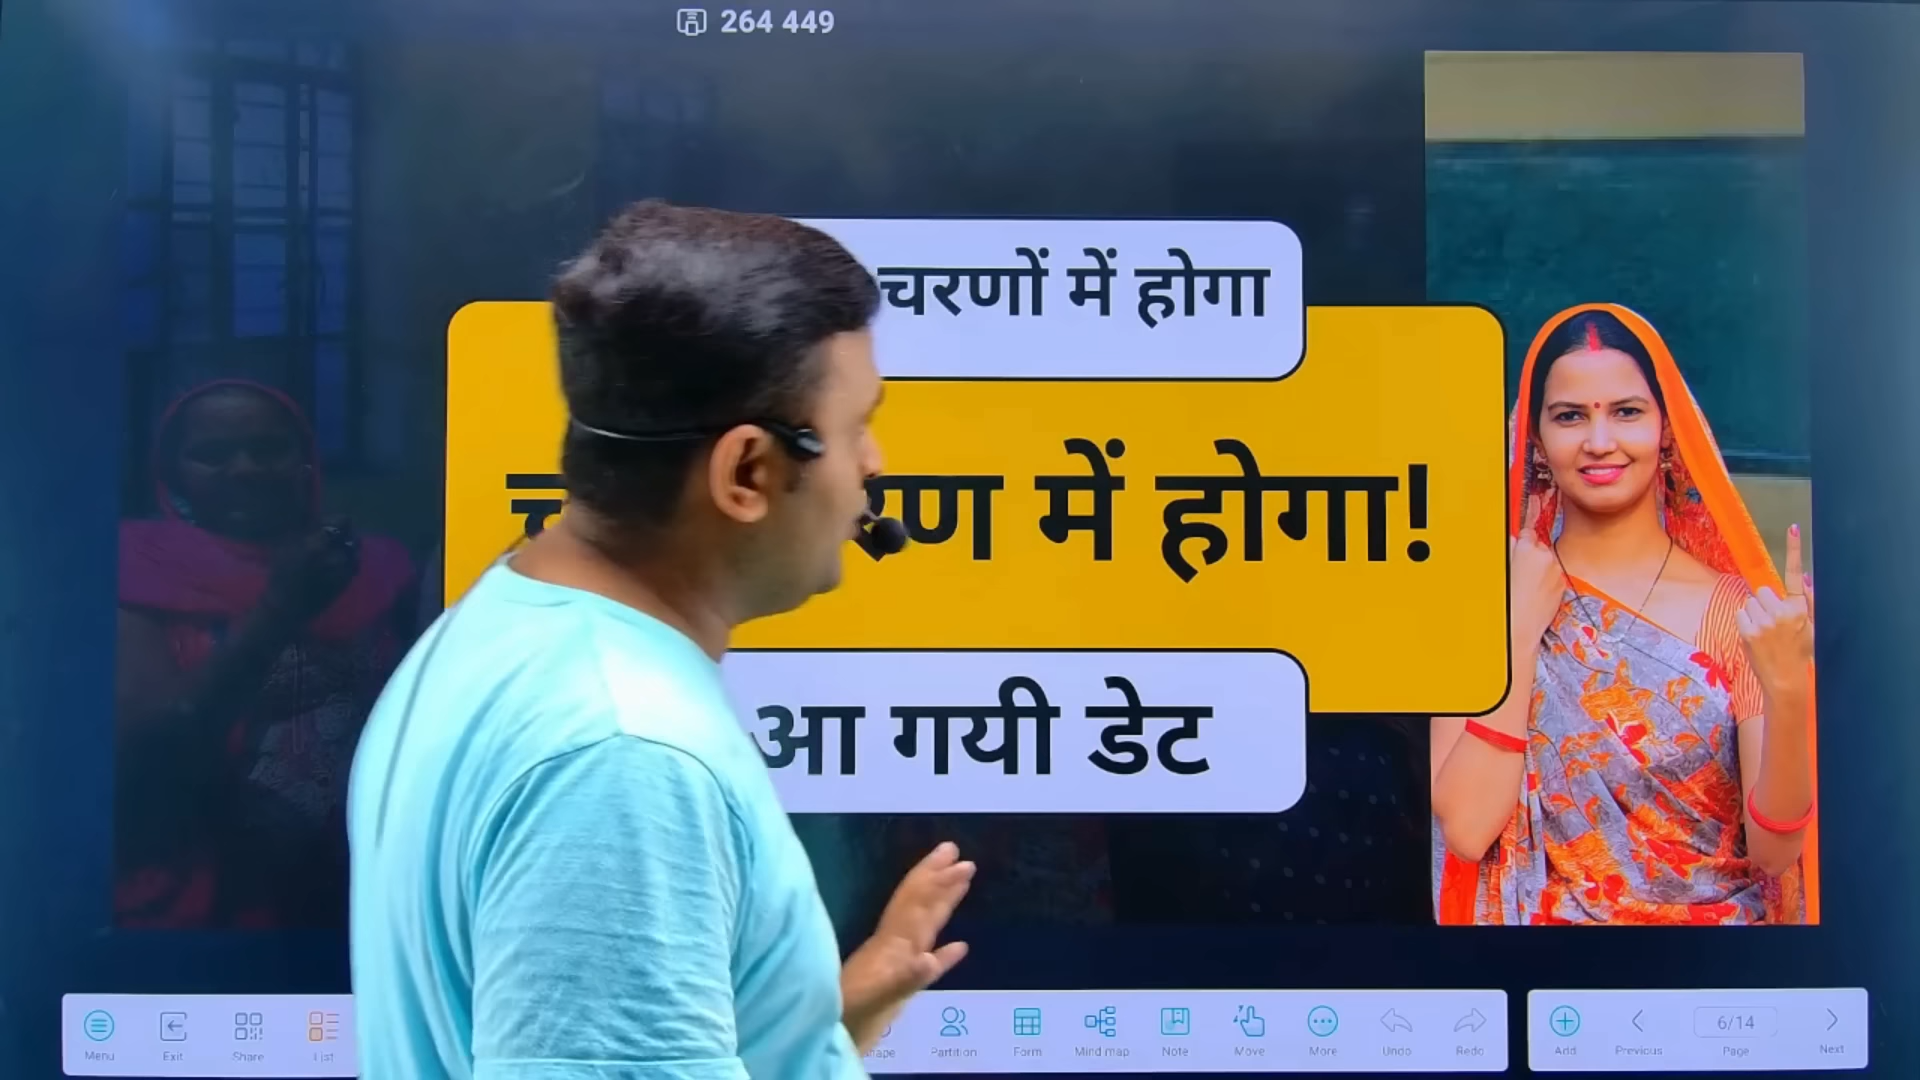 264 449
चरणों में होगा
में होगा!
आ गयी डेट
Menu
Exit
Share
List
Partition
Form
Mind map
Note
Move
More
Undo
Redo
Add
Previous
6/14
Page
Next